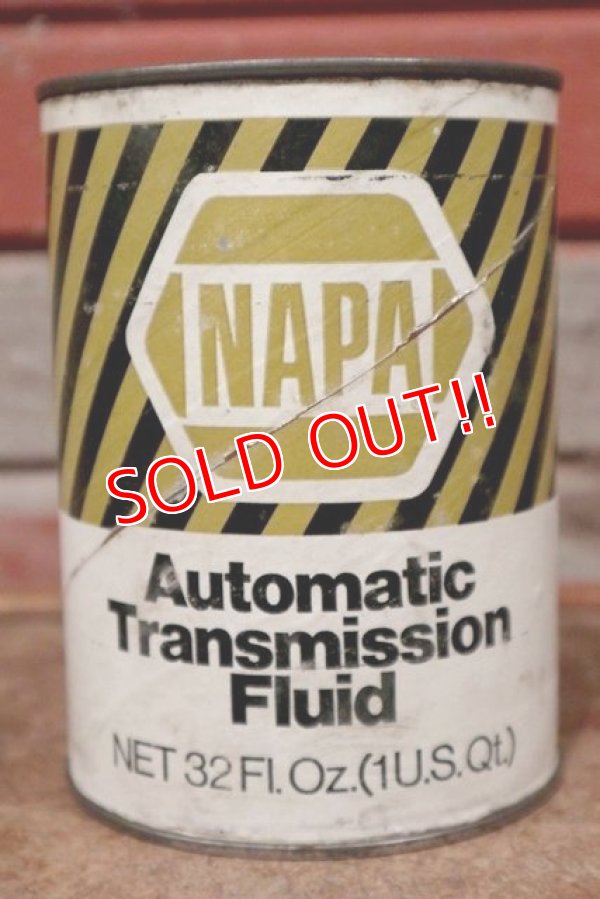 NAPA
SOLD OUT!!
Automatic
Transmission
Fluid
NET 32 Fl. Oz. (1 U.S. Qt.)